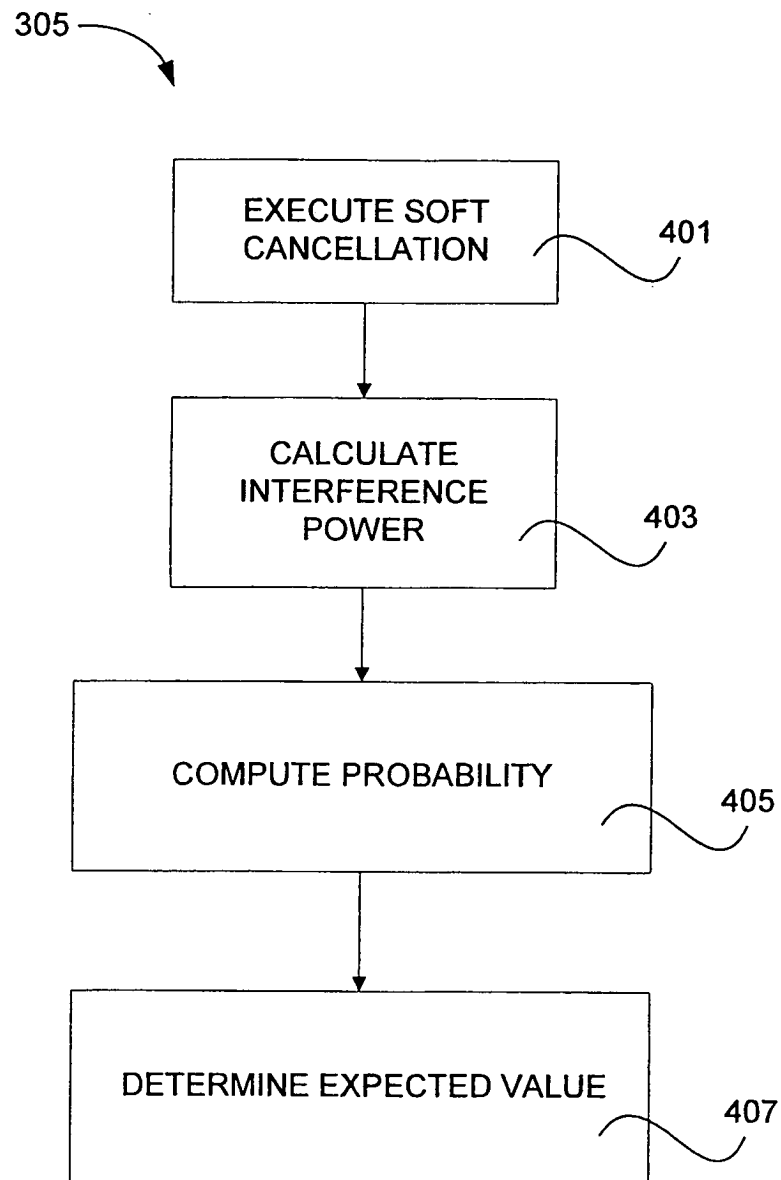 305
EXECUTE SOFT
CANCELLATION
401
CALCULATE
INTERFERENCE
POWER
403
COMPUTE PROBABILITY
405
DETERMINE EXPECTED VALUE
407